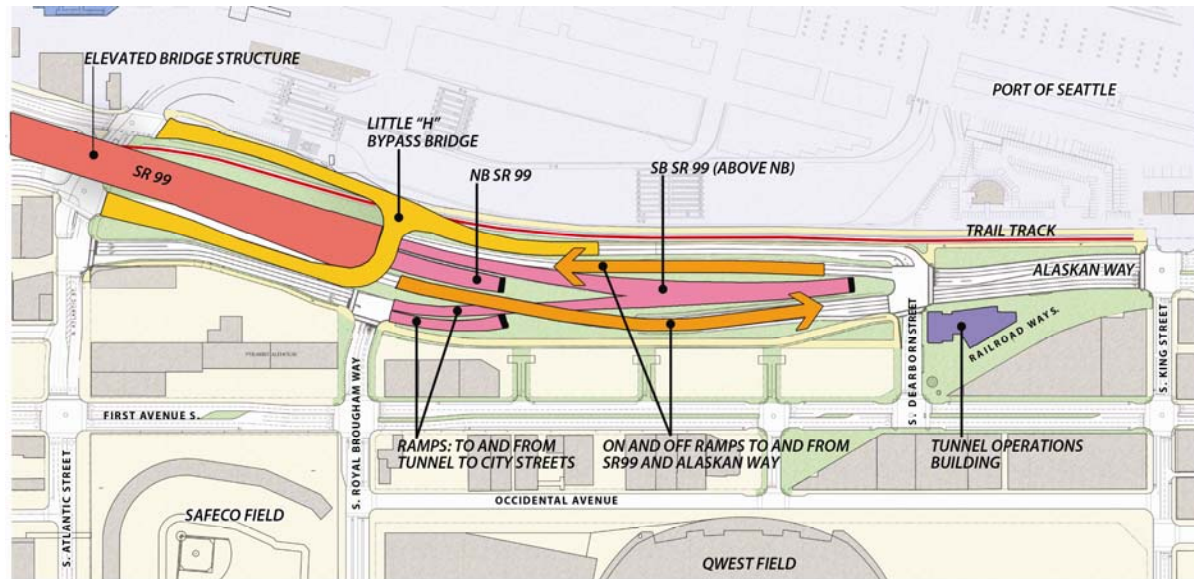 ELEVATED BRIDGE STRUCTURE
PORT OF SEATTLE
LITTLE "H"
BYPASS BRIDGE
SR 99
NB SR 99
SB SR 99 (ABOVE NB)
TRAIL TRACK
ALASKAN WAY
RAILROAD WAY S.
S. DEARBORN STREET
S. KING STREET
S. ROYAL BROUGHAM WAY
FIRST AVENUE S.
RAMPS: TO AND FROM
TUNNEL TO CITY STREETS
ON AND OFF RAMPS TO AND FROM
SR99 AND ALASKAN WAY
TUNNEL OPERATIONS
BUILDING
OCCIDENTAL AVENUE
S. ATLANTIC STREET
SAFECO FIELD
QWEST FIELD